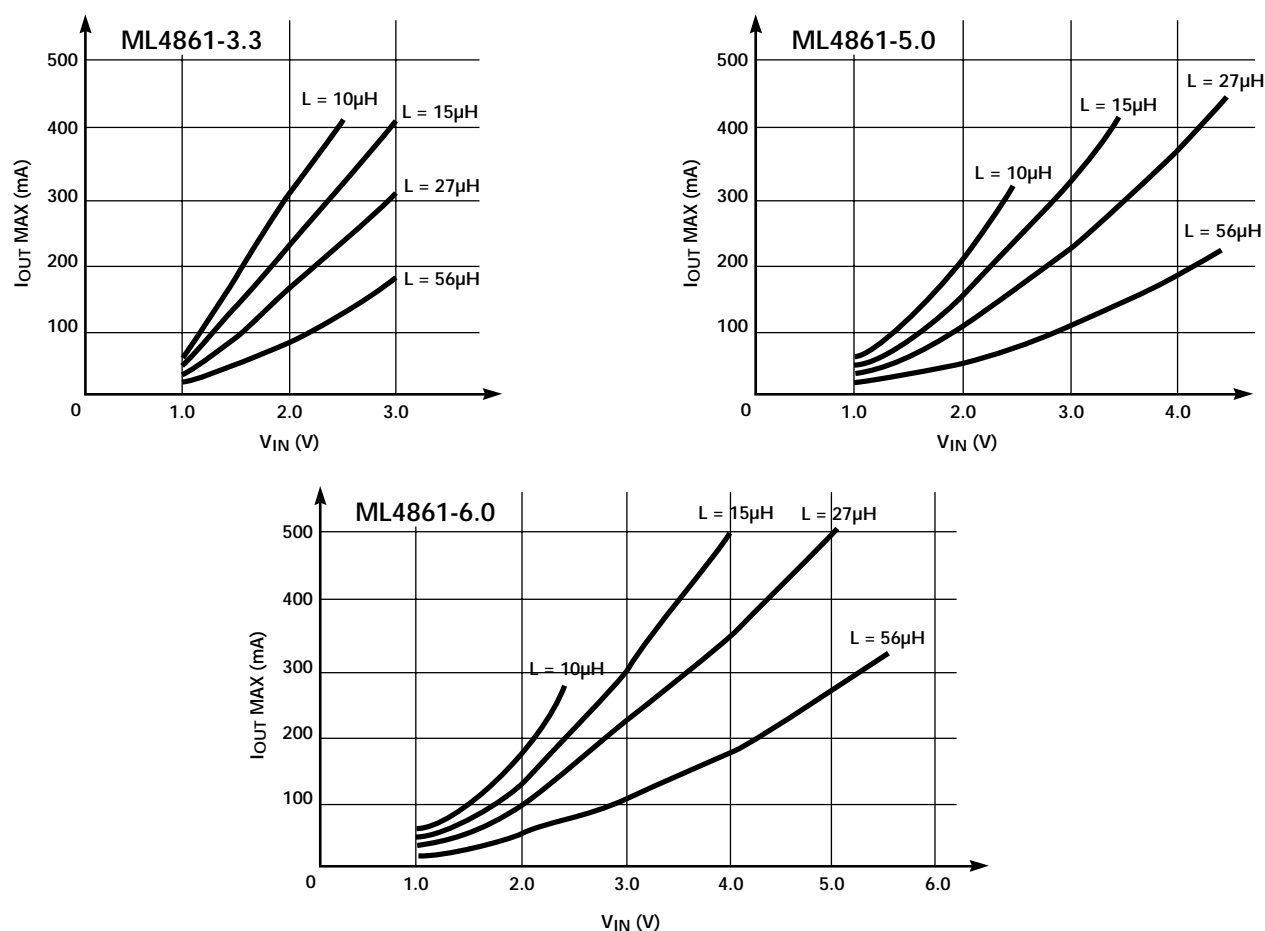 ML4861-3.3
500
400
300
200
100
0
1.0
2.0
3.0
IOUT MAX (mA)
VIN (V)
L = 10µH
L = 15µH
L = 27µH
L = 56µH
ML4861-5.0
500
400
300
200
100
0
1.0
2.0
3.0
4.0
IOUT MAX (mA)
VIN (V)
L = 27µH
L = 15µH
L = 10µH
L = 56µH
ML4861-6.0
500
400
300
200
100
0
1.0
2.0
3.0
4.0
5.0
6.0
IOUT MAX (mA)
VIN (V)
L = 15µH
L = 27µH
L = 56µH
L = 10µH